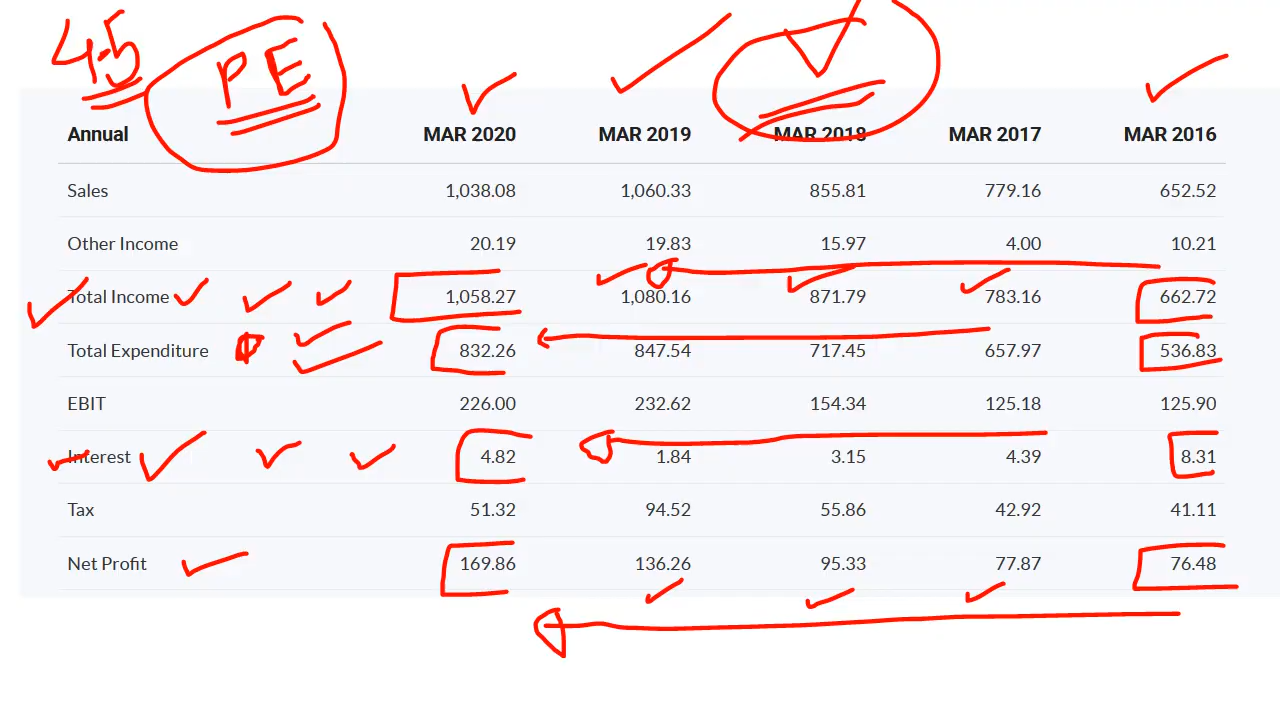 45 PE V
Annual MAR 2020 MAR 2019 MAR 2018 MAR 2017 MAR 2016
Sales 1,038.08 1,060.33 855.81 779.16 652.52
Other Income 20.19 19.83 15.97 4.00 10.21
Total Income 1,058.27 1,080.16 871.79 783.16 662.72
Total Expenditure 832.26 847.54 717.45 657.97 536.83
EBIT 226.00 232.62 154.34 125.18 125.90
Interest 4.82 1.84 3.15 4.39 8.31
Tax 51.32 94.52 55.86 42.92 41.11
Net Profit 169.86 136.26 95.33 77.87 76.48